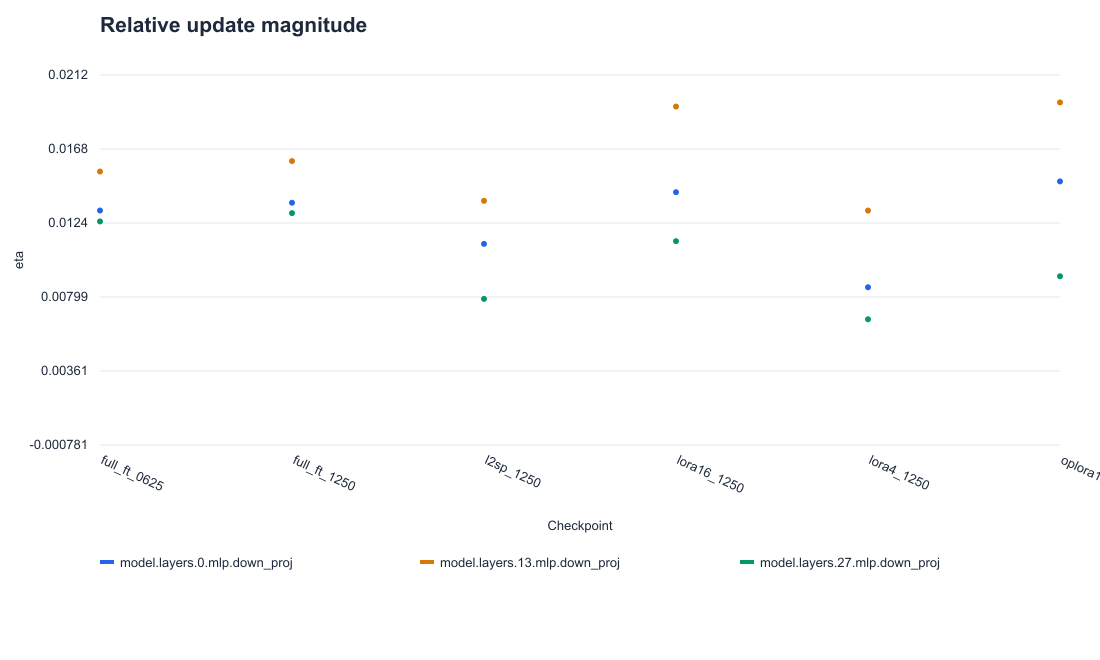 Relative update magnitude
0.0212
0.0168
0.0124
0.00799
0.00361
-0.000781
eta
full_ft_0625
full_ft_1250
l2sp_1250
lora16_1250
lora4_1250
oplora1
Checkpoint
model.layers.0.mlp.down_proj
model.layers.13.mlp.down_proj
model.layers.27.mlp.down_proj